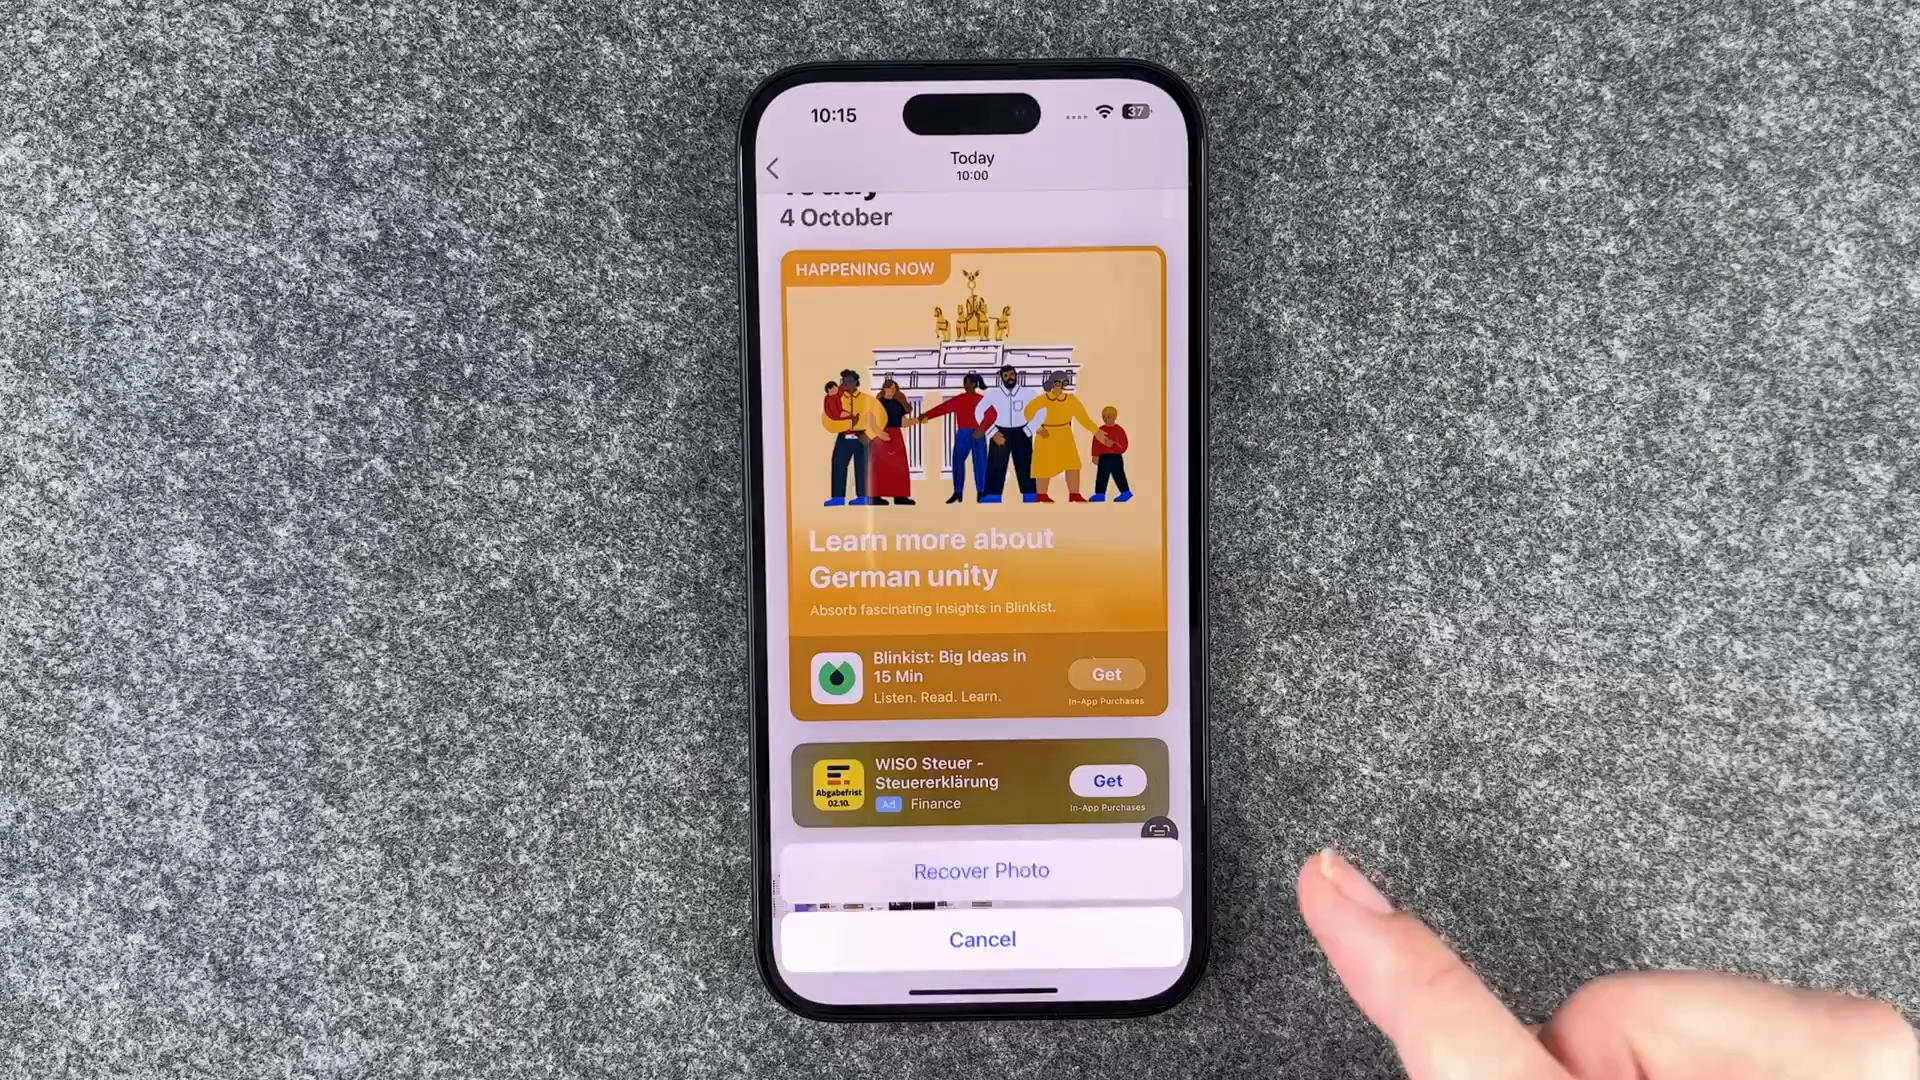 10:15
37
Today
10:00
Today
4 October
HAPPENING NOW
Learn more about
German unity
Absorb fascinating insights in Blinkist.
Blinkist: Big Ideas in
15 Min
Listen. Read. Learn.
Get
In-App Purchases
WISO Steuer -
Steuererklärung
Ad Finance
Abgabefrist
02.10.
Get
In-App Purchases
Recover Photo
Cancel